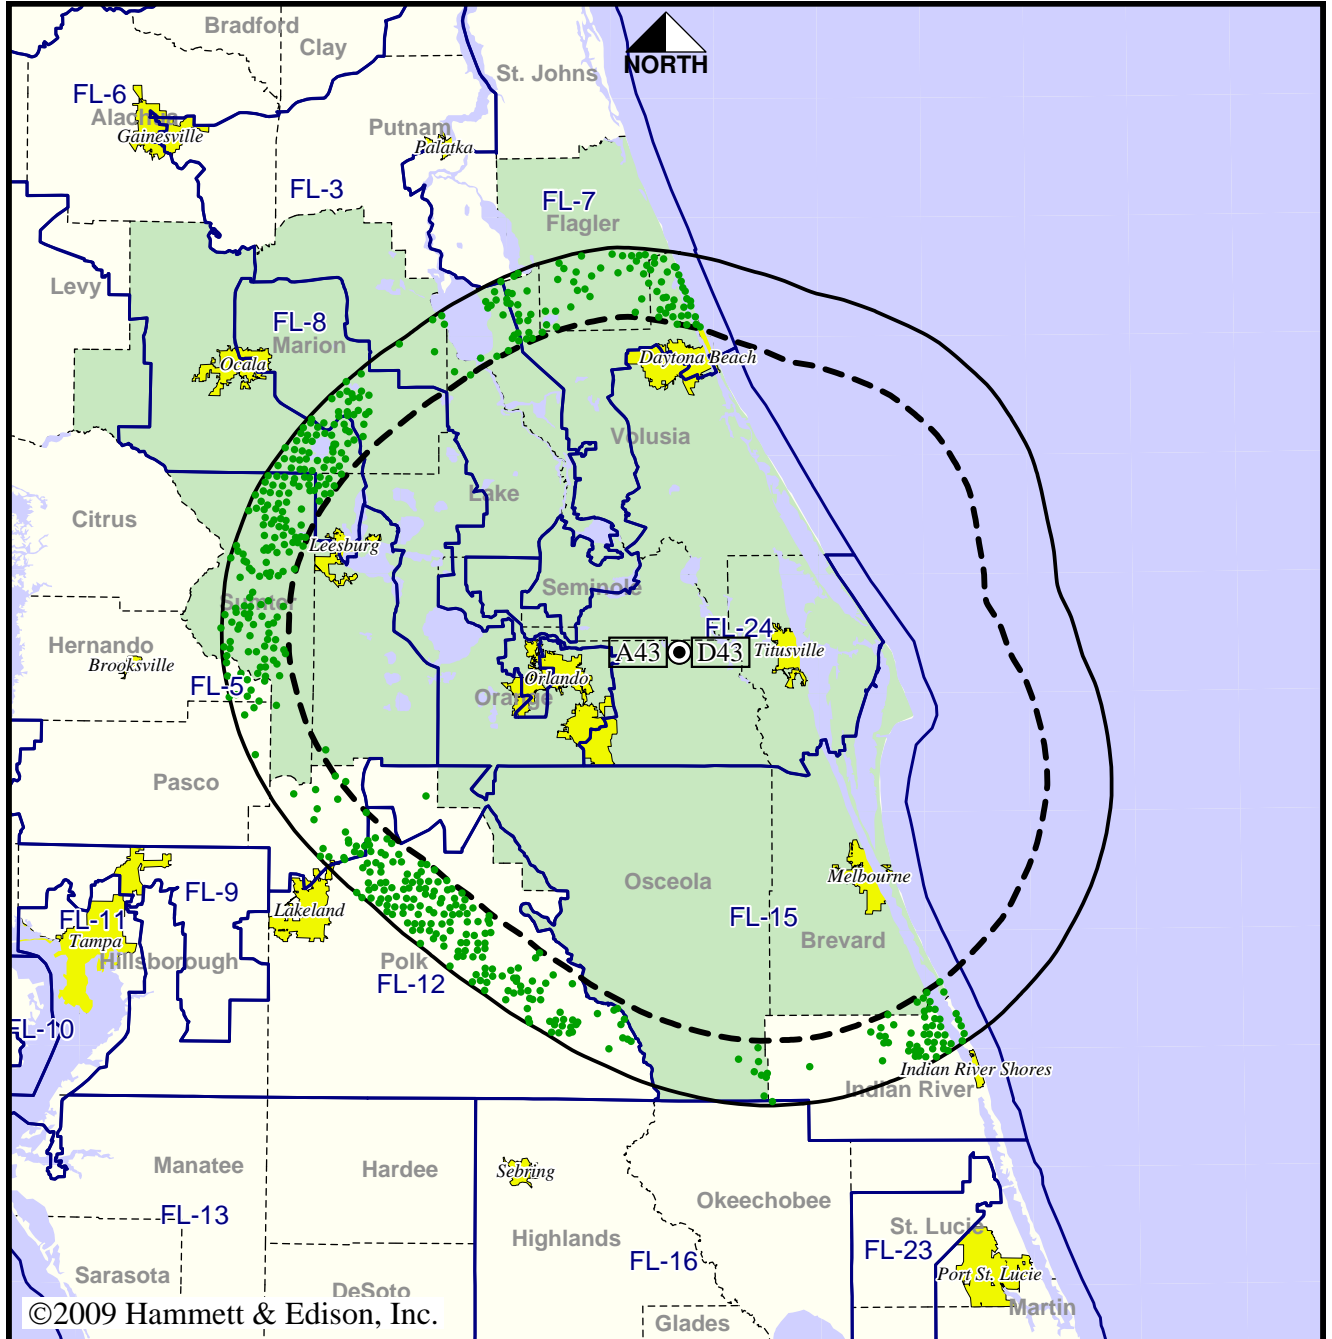 Bradford
Clay
NORTH
St. Johns
FL-6
Alachua
Gainesville
Putnam
Palatka
FL-3
FL-7
Flagler
Levy
FL-8
Marion
Ocala
Daytona Beach
Volusia
Lake
Citrus
Leesburg
Seminole
Sumter
FL-24
Hernando
Brooksville
A43
D43
Titusville
FL-5
Orlando
Orange
Pasco
Osceola
Melbourne
FL-9
Lakeland
FL-11
Tampa
FL-15
Brevard
Hillsborough
Polk
FL-12
FL-10
Indian River Shores
Indian River
Manatee
Hardee
Sebring
Okeechobee
FL-13
St. Lucie
Highlands
FL-16
FL-23
Sarasota
Port St. Lucie
DeSoto
Martin
©2009 Hammett & Edison, Inc.
Glades